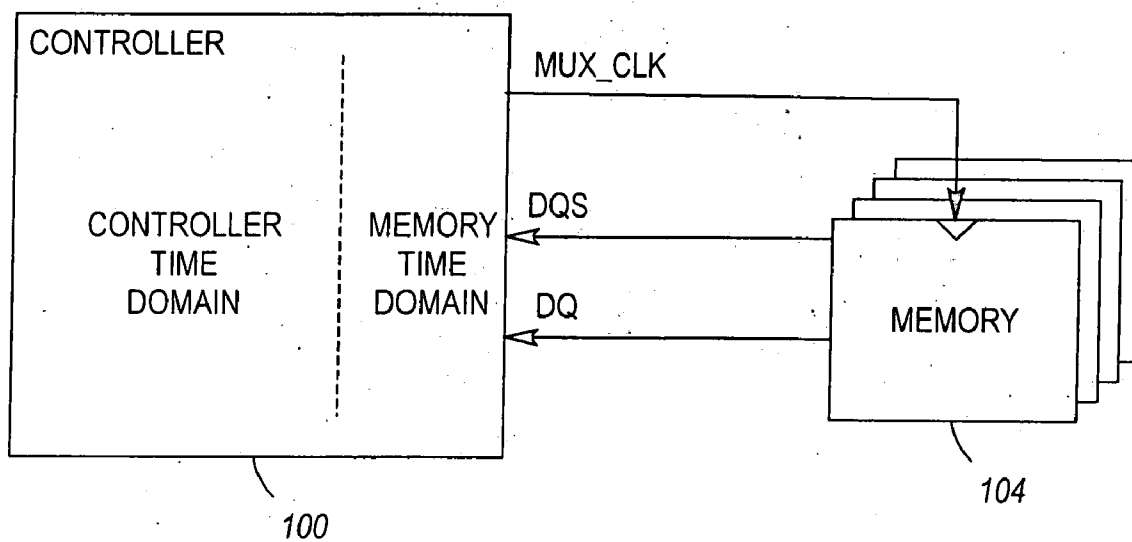 CONTROLLER
MUX_CLK
CONTROLLER
TIME
DOMAIN
MEMORY
TIME
DOMAIN
DQS
DQ
MEMORY
100
104